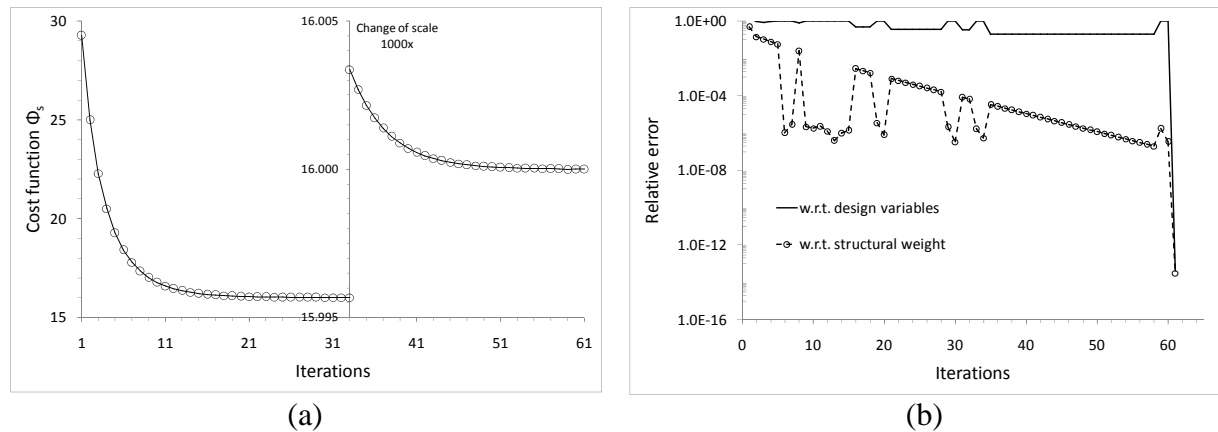 30
25
20
15
Cost function Φs
16.005
16.000
15.995
Change of scale
1000x
1 11 21 31 41 51 61
Iterations
(a)
1.0E+00
1.0E-04
1.0E-08
1.0E-12
1.0E-16
Relative error
w.r.t. design variables
w.r.t. structural weight
0 10 20 30 40 50 60
Iterations
(b)